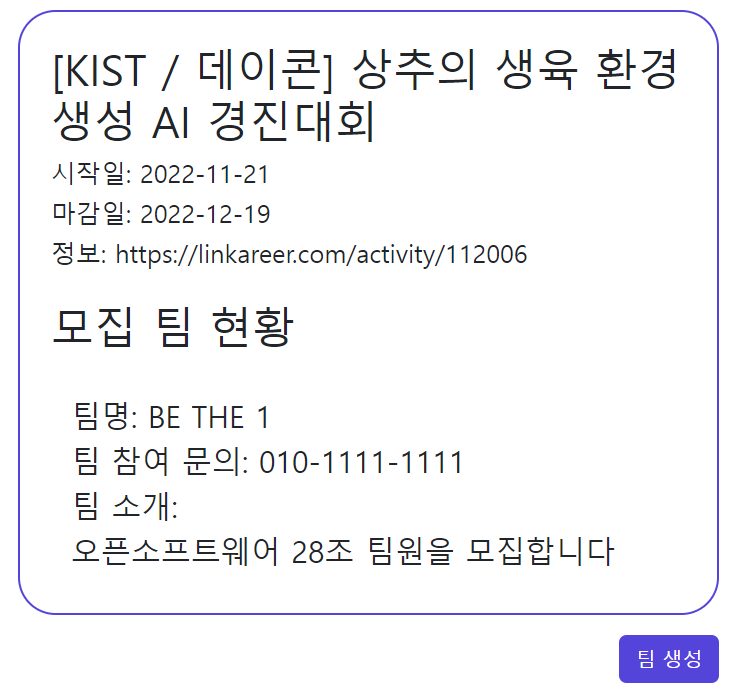 [KIST / 데이콘] 상추의 생육 환경
생성 AI 경진대회
시작일: 2022-11-21
마감일: 2022-12-19
정보: https://linkareer.com/activity/112006
모집 팀 현황
팀명: BE THE 1
팀 참여 문의: 010-1111-1111
팀 소개:
오픈소프트웨어 28조 팀원을 모집합니다
팀 생성